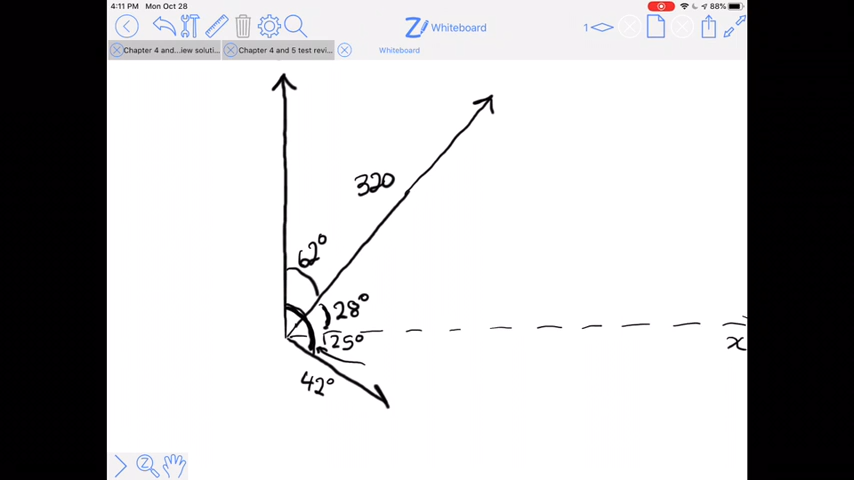 4:11 PM Mon Oct 28
88%
Whiteboard
1
Chapter 4 and...iew soluti...
Chapter 4 and 5 test revi...
Whiteboard
320
62°
28°
25°
x
42°